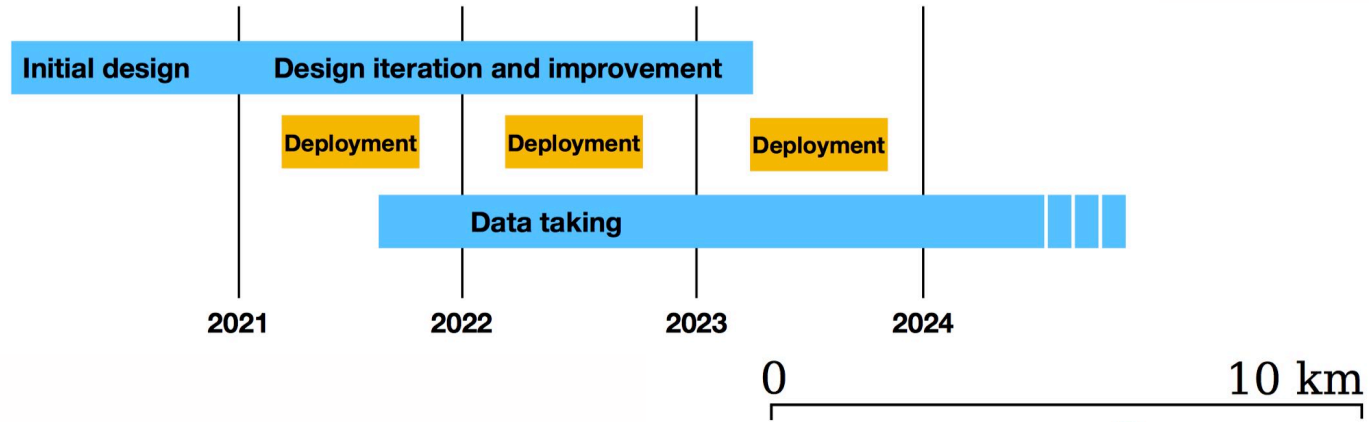 Initial design Design iteration and improvement
Deployment Deployment Deployment
Data taking
2021 2022 2023 2024
0 10 km